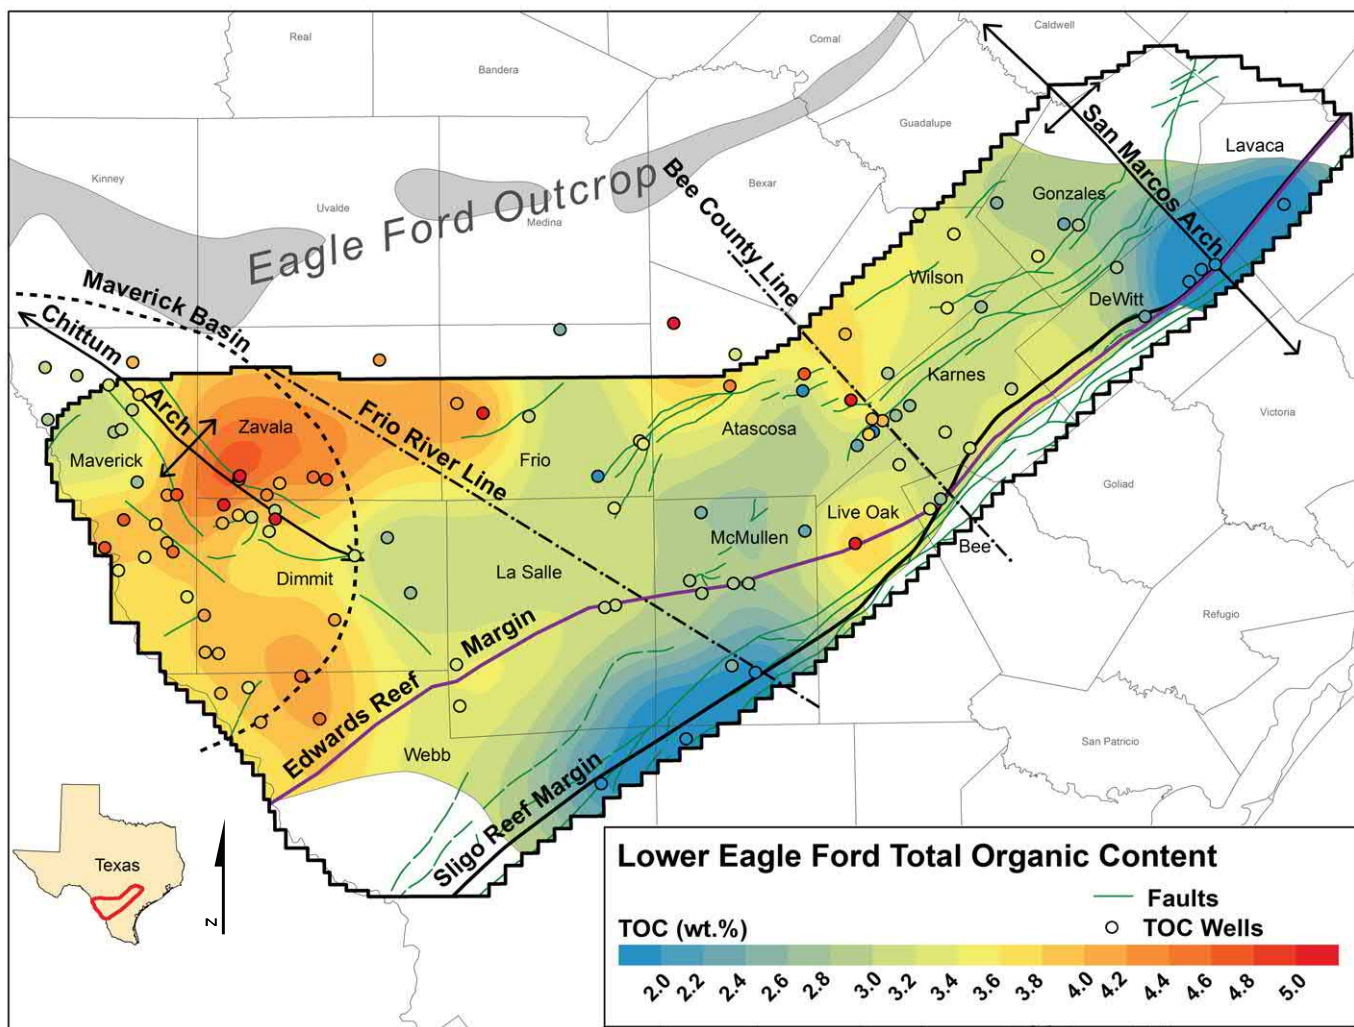 Real
Bandera
Comal
Caldwell
Guadalupe
Kinney
Uvalde
Medina
Bexar
Eagle Ford Outcrop
San Marcos Arch
Lavaca
Gonzales
Bee County Line
Wilson
DeWitt
Maverick Basin
Chittum Arch
Karnes
Victoria
Zavala
Maverick
Frio River Line
Frio
Atascosa
Goliad
Live Oak
McMullen
Bee
La Salle
Dimmit
Refugio
Edwards Reef Margin
Webb
San Patricio
Sligo Reef Margin
Texas
N
Lower Eagle Ford Total Organic Content
Faults
TOC (wt.%)
TOC Wells
2.0 2.2 2.4 2.6 2.8 3.0 3.2 3.4 3.6 3.8 4.0 4.2 4.4 4.6 4.8 5.0